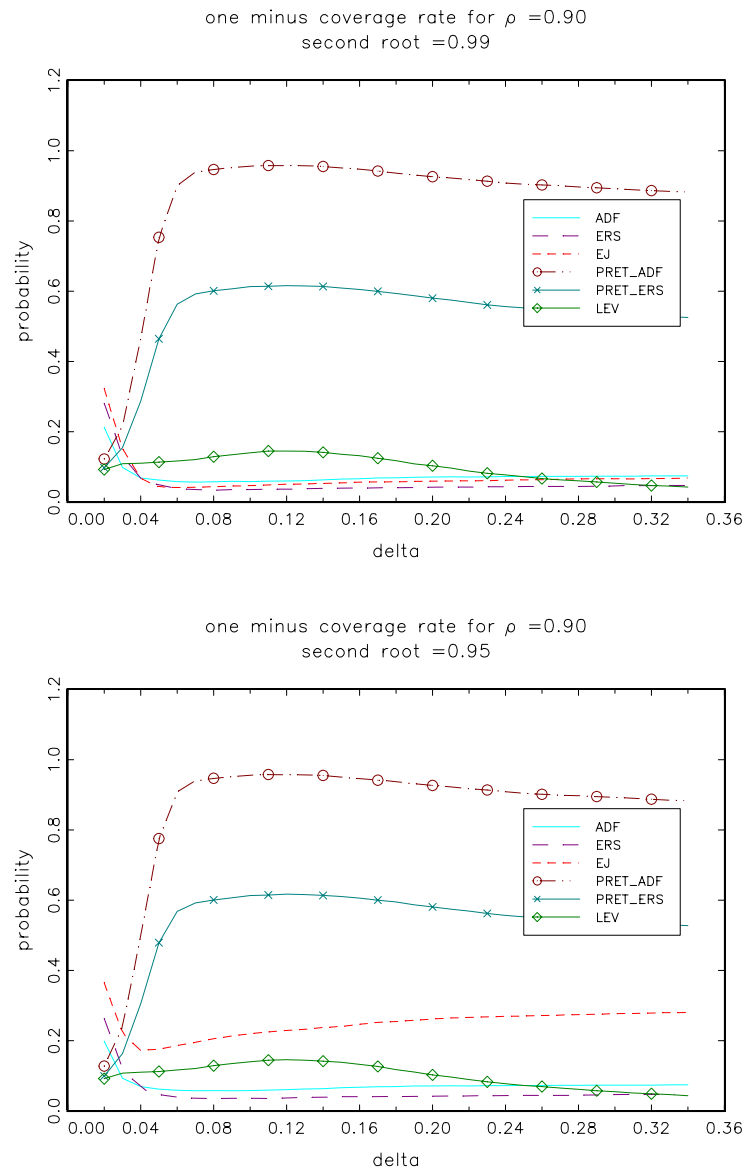 one minus coverage rate for ρ =0.90
second root =0.99
1.2
1.0
0.8
0.6
0.4
0.2
0.0
probability
ADF
ERS
EJ
PRET_ADF
PRET_ERS
LEV
0.00 0.04 0.08 0.12 0.16 0.20 0.24 0.28 0.32 0.36
delta
one minus coverage rate for ρ =0.90
second root =0.95
1.2
1.0
0.8
0.6
0.4
0.2
0.0
probability
ADF
ERS
EJ
PRET_ADF
PRET_ERS
LEV
0.00 0.04 0.08 0.12 0.16 0.20 0.24 0.28 0.32 0.36
delta